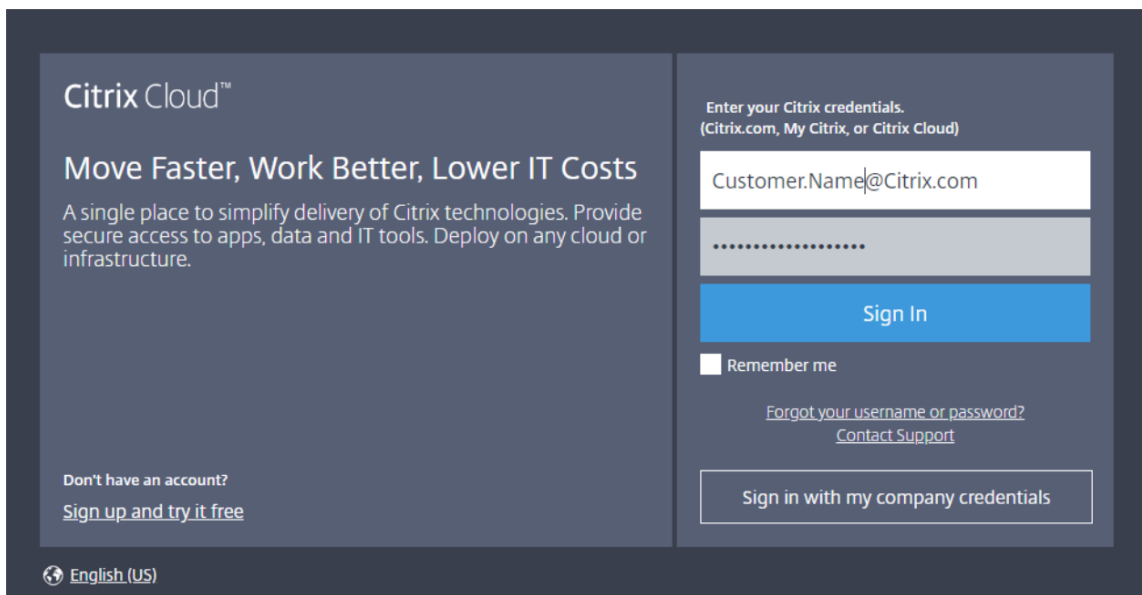 Citrix Cloud™
Move Faster, Work Better, Lower IT Costs
A single place to simplify delivery of Citrix technologies. Provide
secure access to apps, data and IT tools. Deploy on any cloud or
infrastructure.
Don't have an account?
Sign up and try it free
Enter your Citrix credentials.
(Citrix.com, My Citrix, or Citrix Cloud)
Customer.Name@Citrix.com
•••••••••••••••••••
Sign In
Remember me
Forgot your username or password?
Contact Support
Sign in with my company credentials
English (US)